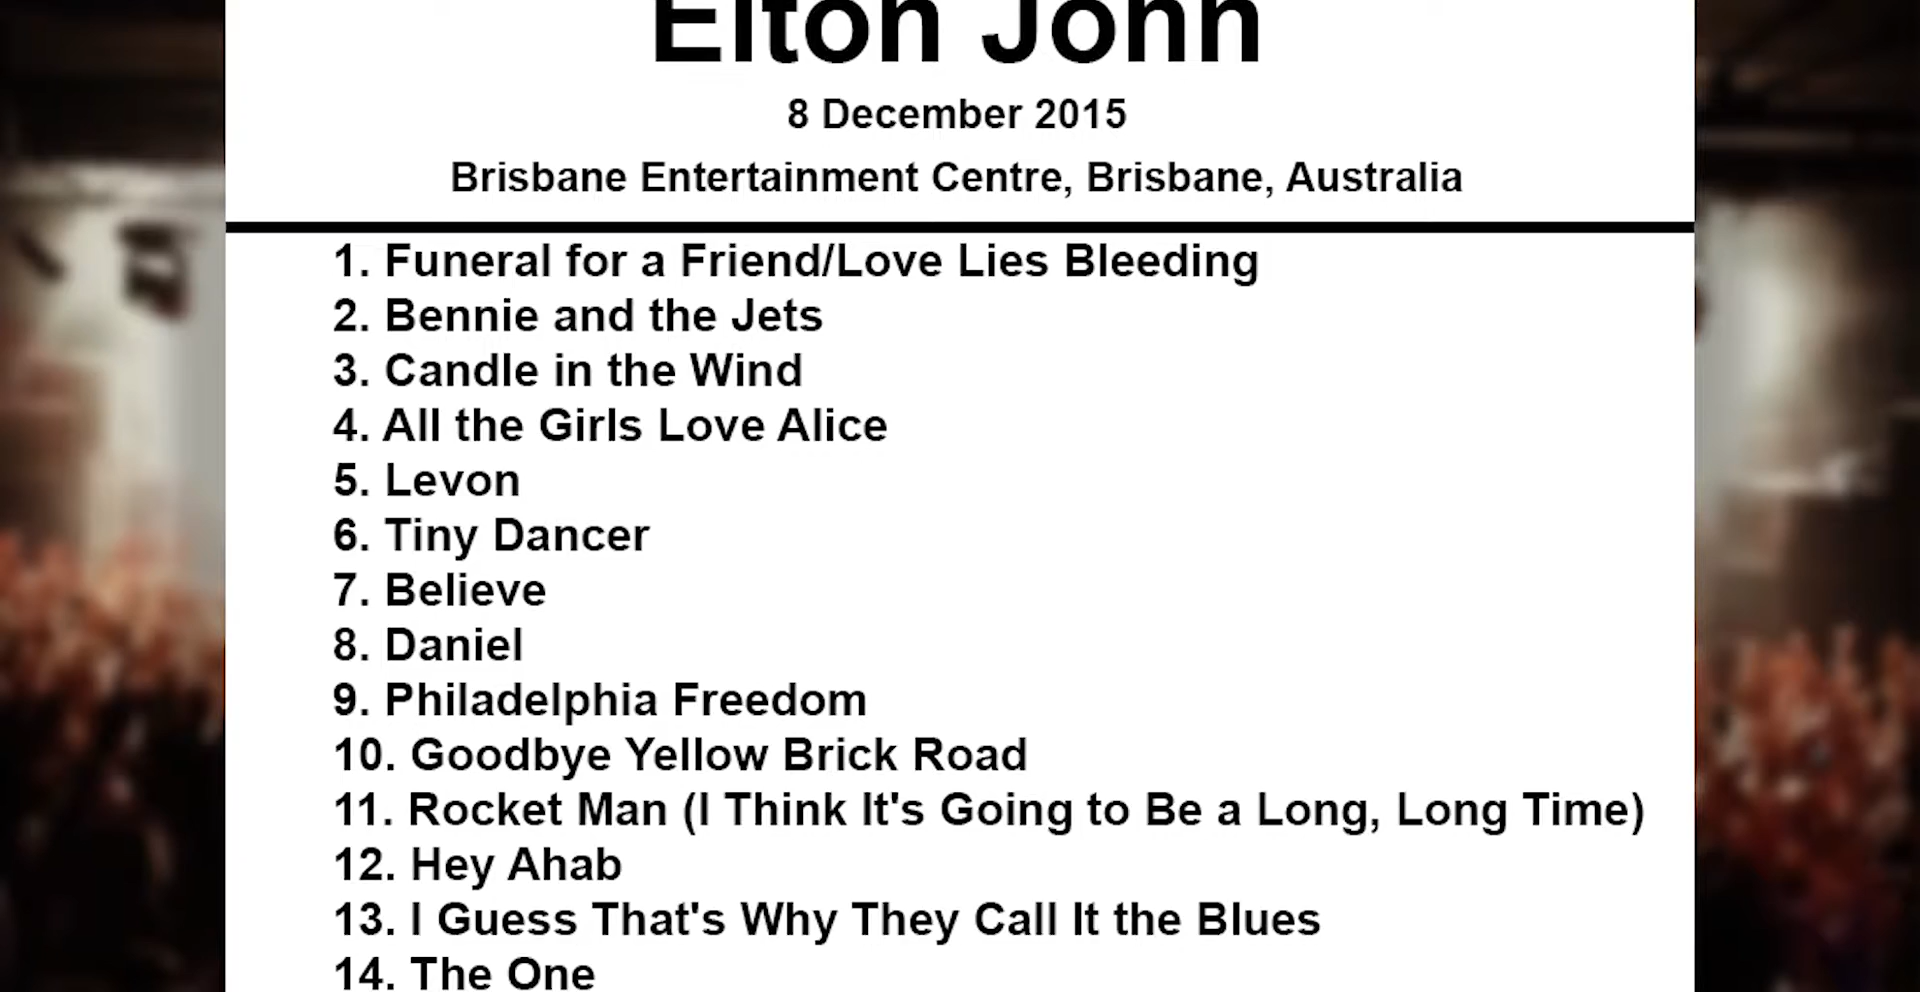 Elton John
8 December 2015
Brisbane Entertainment Centre, Brisbane, Australia
1. Funeral for a Friend/Love Lies Bleeding
2. Bennie and the Jets
3. Candle in the Wind
4. All the Girls Love Alice
5. Levon
6. Tiny Dancer
7. Believe
8. Daniel
9. Philadelphia Freedom
10. Goodbye Yellow Brick Road
11. Rocket Man (I Think It's Going to Be a Long, Long Time)
12. Hey Ahab
13. I Guess That's Why They Call It the Blues
14. The One